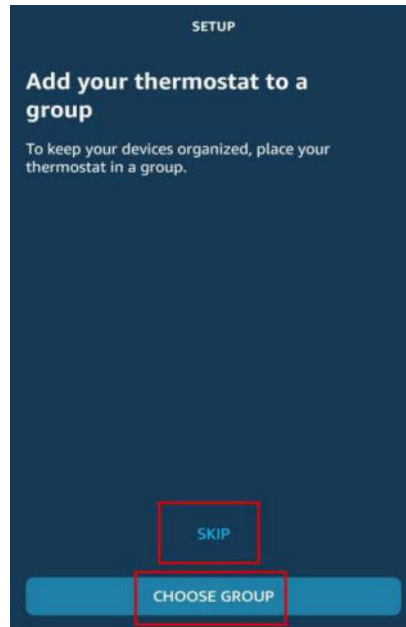 SETUP
Add your thermostat to a
group
To keep your devices organized, place your
thermostat in a group.
SKIP
CHOOSE GROUP